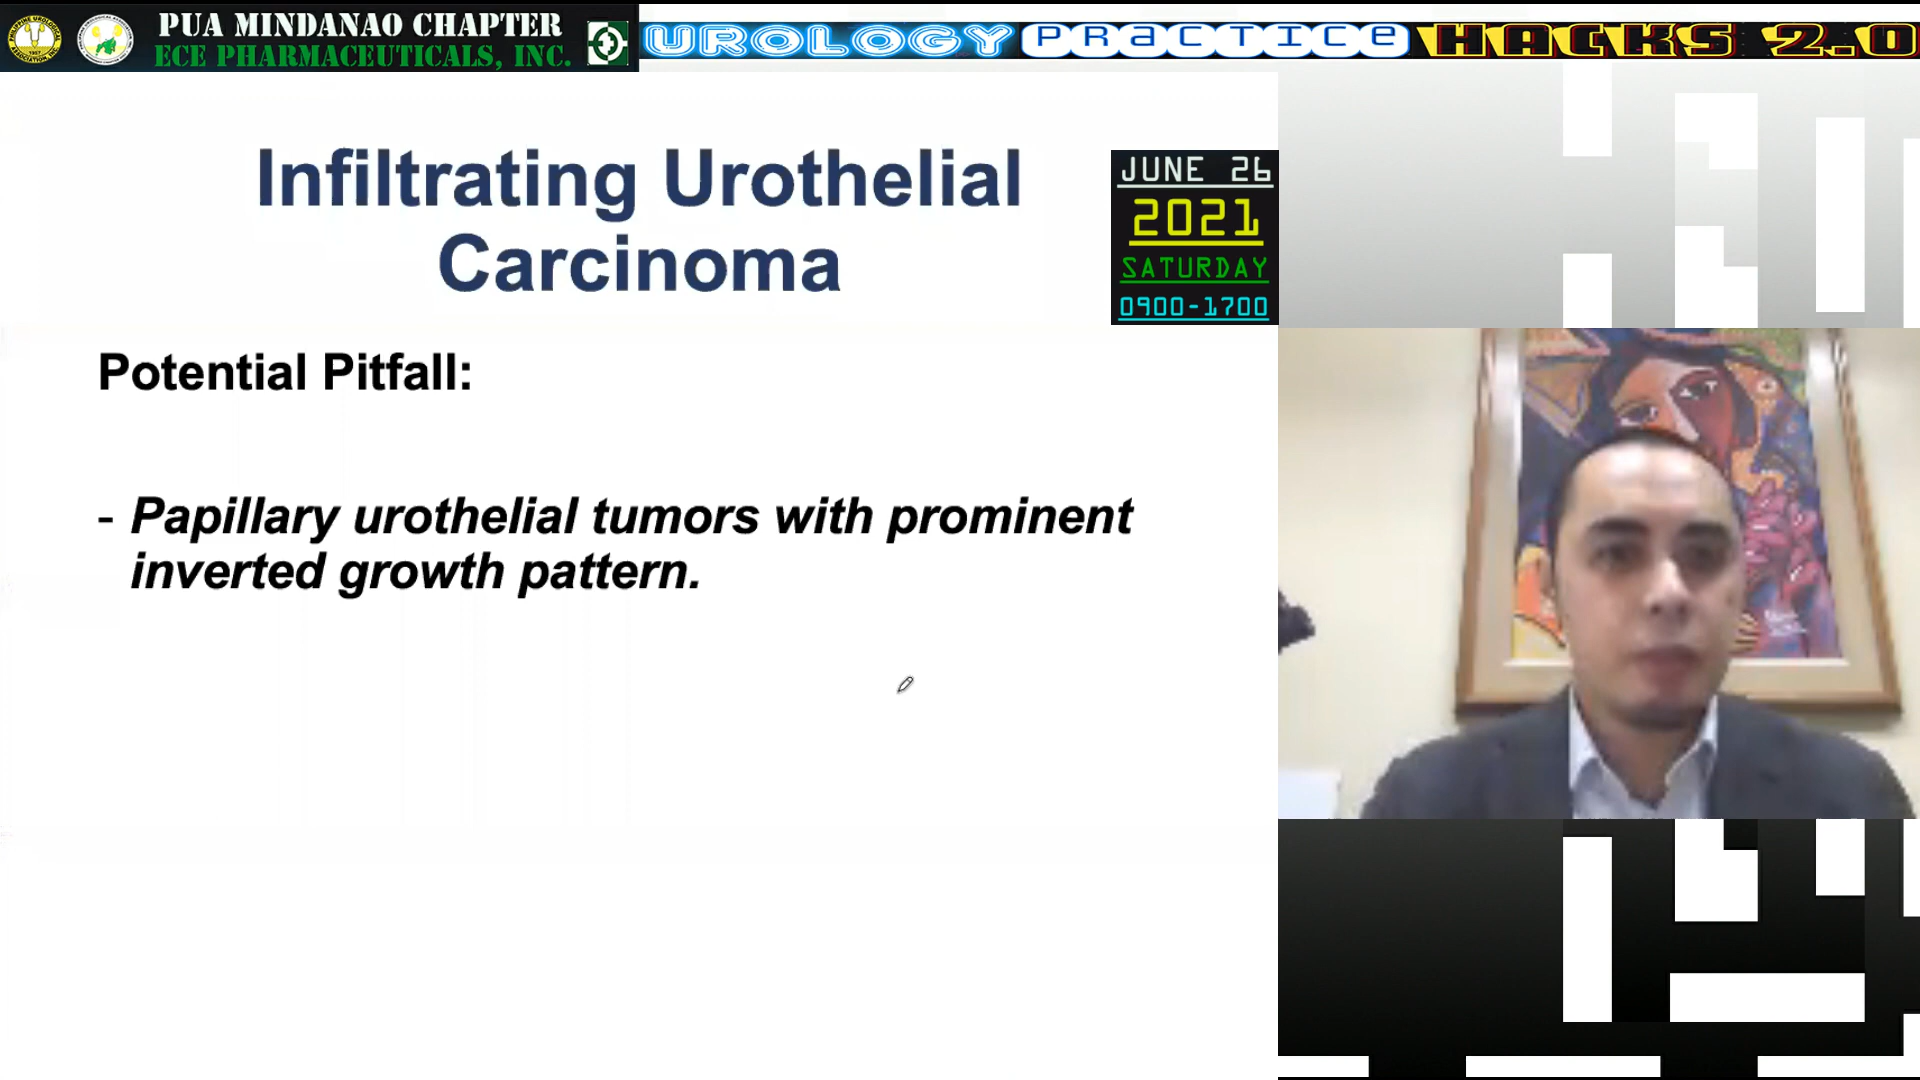 PUA MINDANAO CHAPTER
ECE PHARMACEUTICALS, INC.
UROLOGY PRACTICE HACKS 2.0
Infiltrating Urothelial
Carcinoma
JUNE 26
2021
SATURDAY
0900-1700
Potential Pitfall:
- Papillary urothelial tumors with prominent
inverted growth pattern.